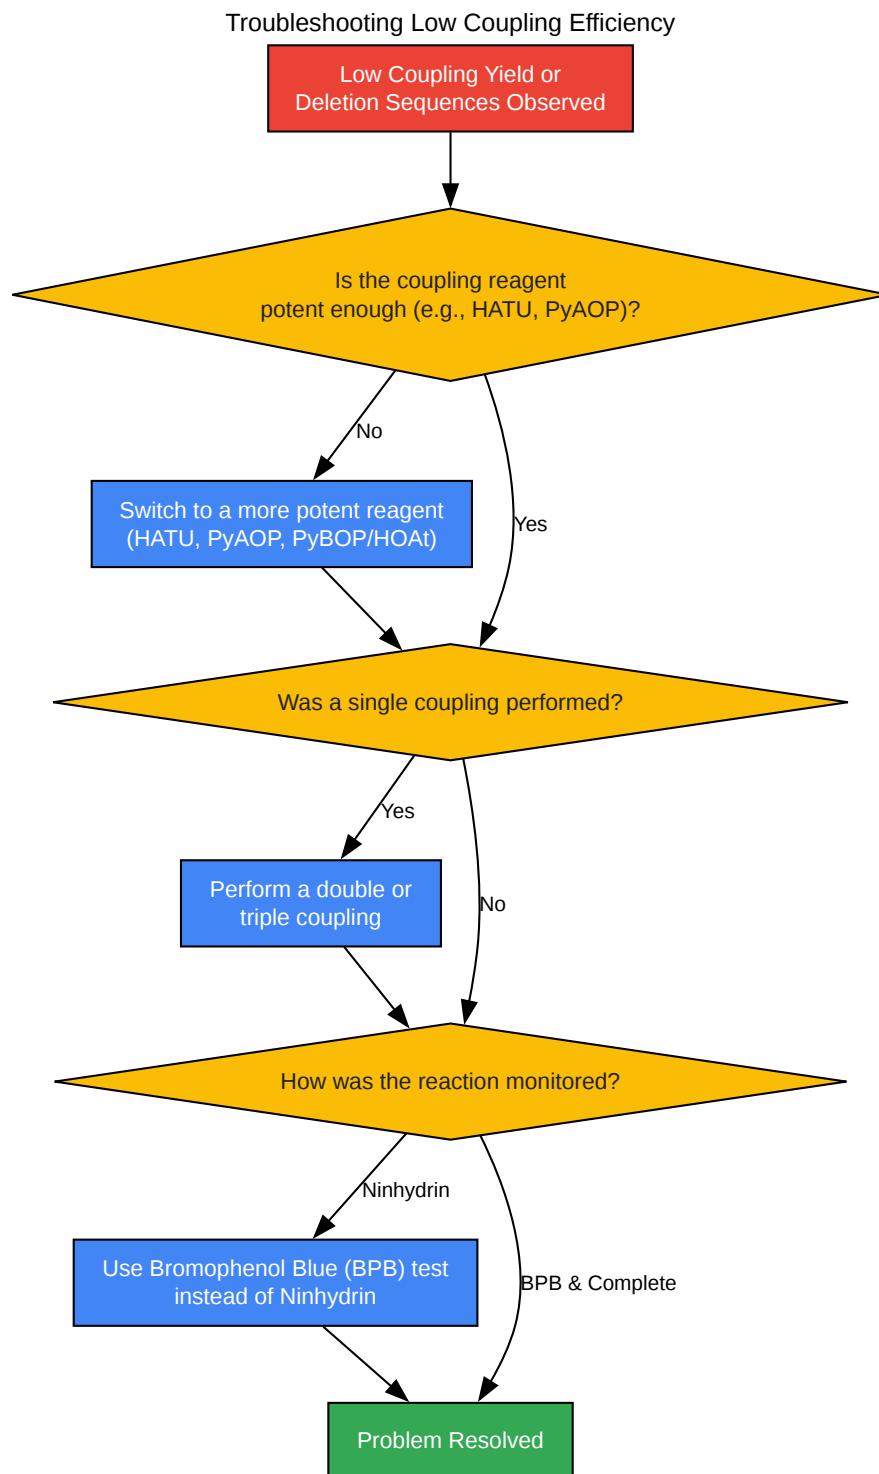 Troubleshooting Low Coupling Efficiency
Low Coupling Yield or
Deletion Sequences Observed
Is the coupling reagent
potent enough (e.g., HATU, PyAOP)?
No
Switch to a more potent reagent
(HATU, PyAOP, PyBOP/HOAt)
Yes
Was a single coupling performed?
Yes
Perform a double or
triple coupling
No
How was the reaction monitored?
Ninhydrin
Use Bromophenol Blue (BPB) test
instead of Ninhydrin
BPB & Complete
Problem Resolved